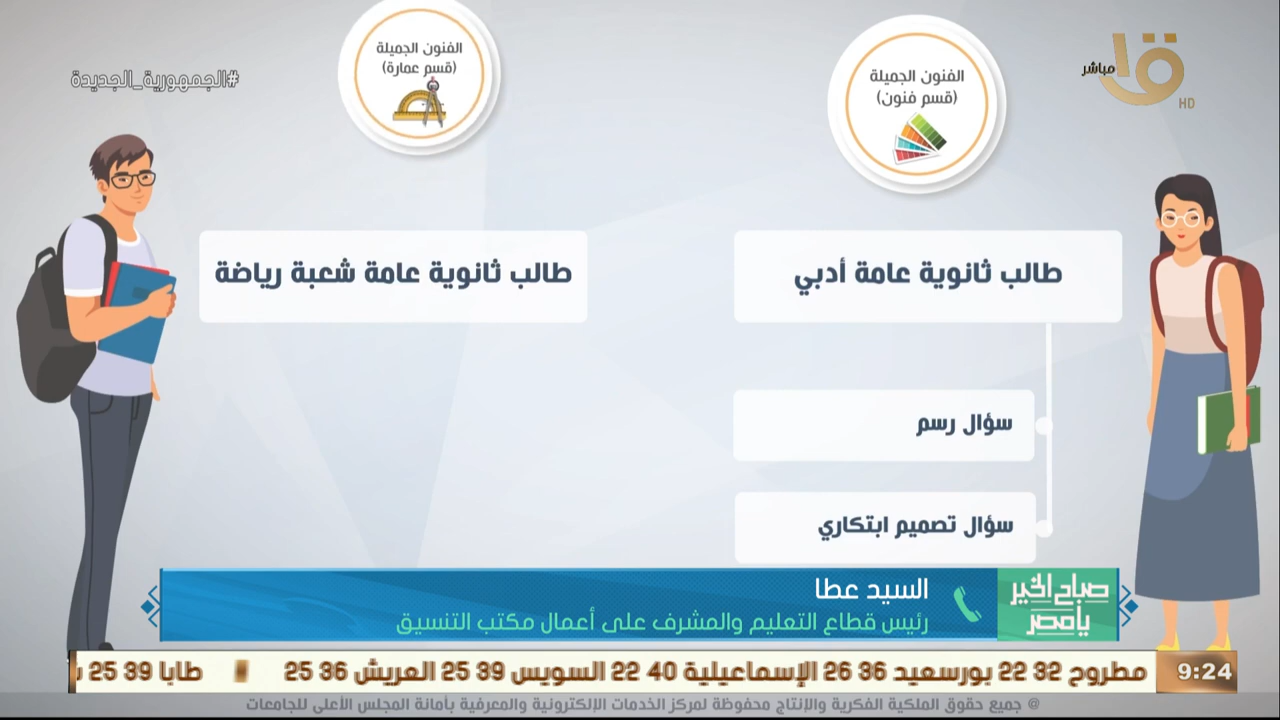 #الجمهورية_الجديدة
مباشر
HD
الفنون الجميلة
(قسم فنون)
الفنون الجميلة
(قسم عمارة)
طالب ثانوية عامة أدبي
طالب ثانوية عامة شعبة رياضة
سؤال رسم
سؤال تصميم ابتكاري
صباح الخير
يا مصر
السيد عطا
رئيس قطاع التعليم والمشرف على أعمال مكتب التنسيق
9:24
مطروح 32 22 بورسعيد 36 26 الإسماعيلية 40 22 السويس 39 25 العريش 36 25
طابا 39 25
@ جميع حقوق الملكية الفكرية والإنتاج محفوظة لمركز الخدمات الإلكترونية والمعرفية بأمانة المجلس الأعلى للجامعات